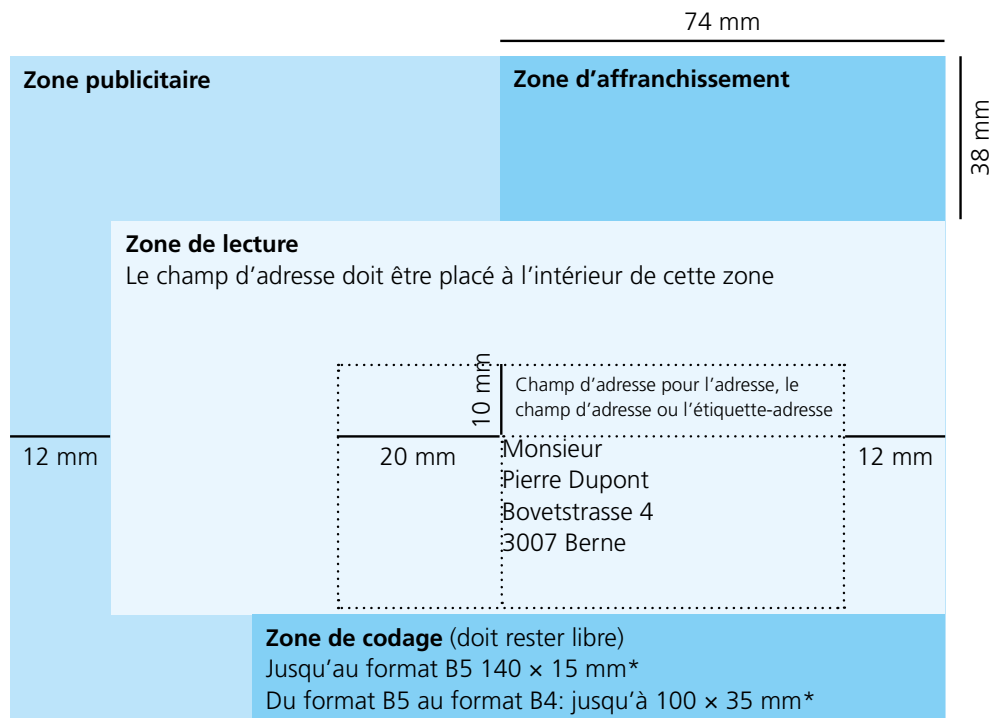 74 mm
Zone publicitaire
Zone d’affranchissement
38 mm
Zone de lecture
Le champ d’adresse doit être placé à l’intérieur de cette zone
10 mm
Champ d’adresse pour l’adresse, le
champ d’adresse ou l’étiquette-adresse
12 mm
20 mm
Monsieur
12 mm
Pierre Dupont
Bovetstrasse 4
3007 Berne
Zone de codage (doit rester libre)
Jusqu’au format B5 140 × 15 mm*
Du format B5 au format B4: jusqu’à 100 × 35 mm*